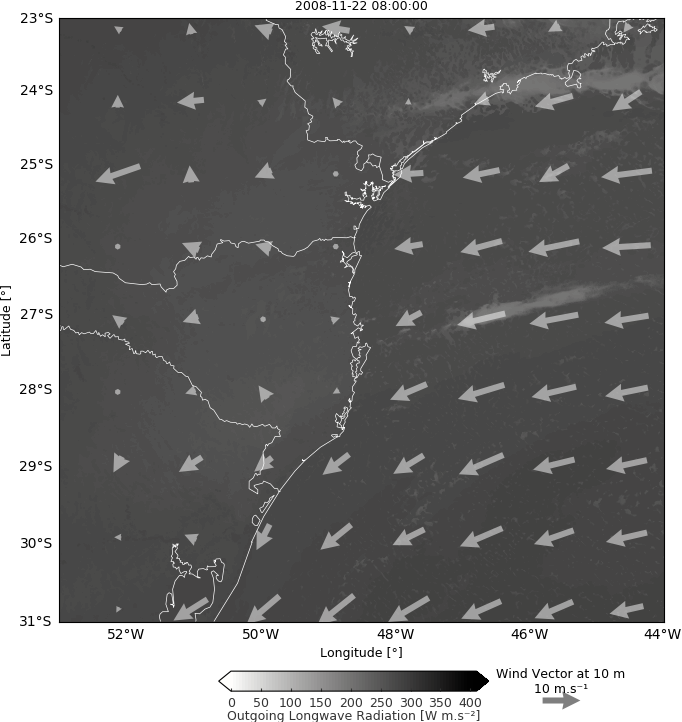 2008-11-22 08:00:00
23°S
24°S
25°S
26°S
27°S
28°S
29°S
30°S
31°S
Latitude [°]
52°W
50°W
48°W
46°W
44°W
Longitude [°]
0
50
100
150
200
250
300
350
400
Outgoing Longwave Radiation [W m.s⁻²]
Wind Vector at 10 m
10 m.s⁻¹